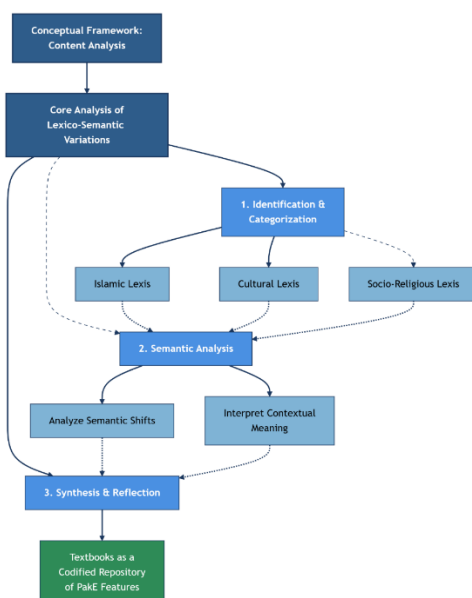 Conceptual Framework:
Content Analysis
Core Analysis of
Lexico-Semantic
Variations
1. Identification &
Categorization
Islamic Lexis
Cultural Lexis
Socio-Religious Lexis
2. Semantic Analysis
Analyze Semantic Shifts
Interpret Contextual
Meaning
3. Synthesis & Reflection
Textbooks as a
Codified Repository
of PakE Features